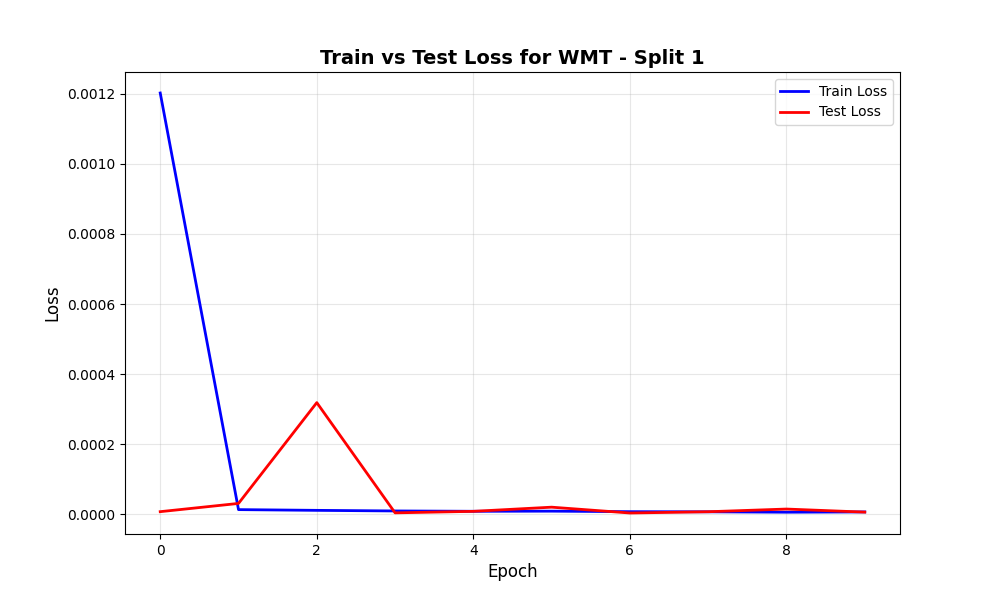 Train vs Test Loss for WMT - Split 1
Train Loss
Test Loss
0.0012
0.0010
0.0008
0.0006
0.0004
0.0002
0.0000
Loss
0 2 4 6 8
Epoch